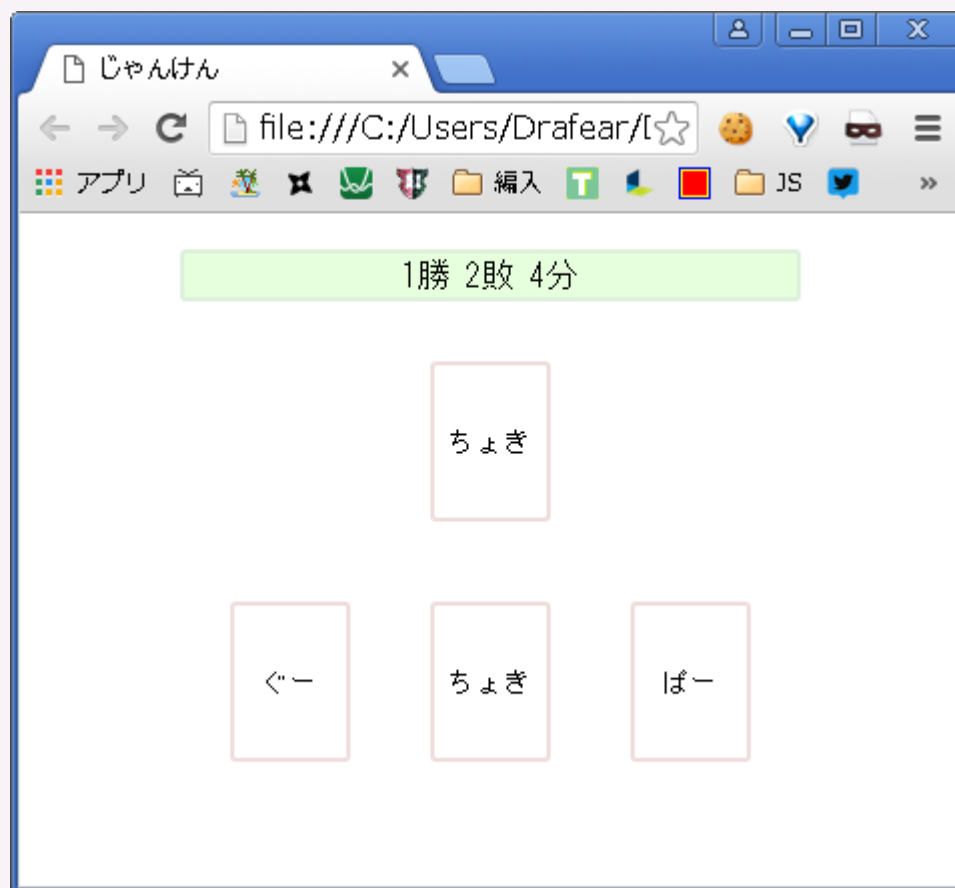 じゃんけん
file:///C:/Users/Drafear/D
アプリ 編入 T JS »
1勝 2敗 4分
ちょき
ぐー ちょき ぱー